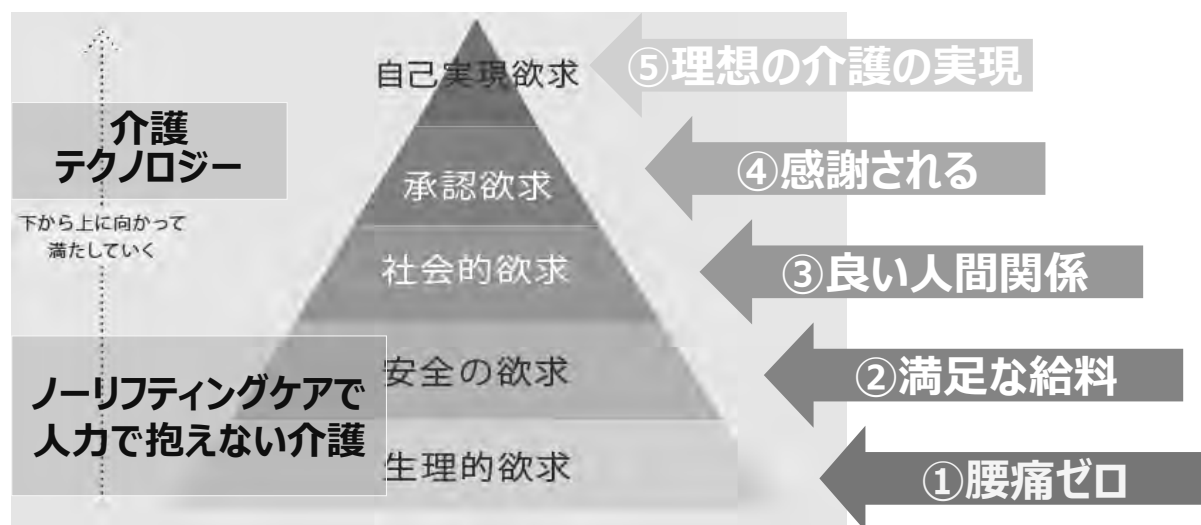 自己実現欲求
⑤理想の介護の実現
介護
テクノロジー
承認欲求
④感謝される
下から上に向かって
満たしていく
社会的欲求
③良い人間関係
安全の欲求
②満足な給料
ノーリフティングケアで
人力で抱えない介護
生理的欲求
①腰痛ゼロ